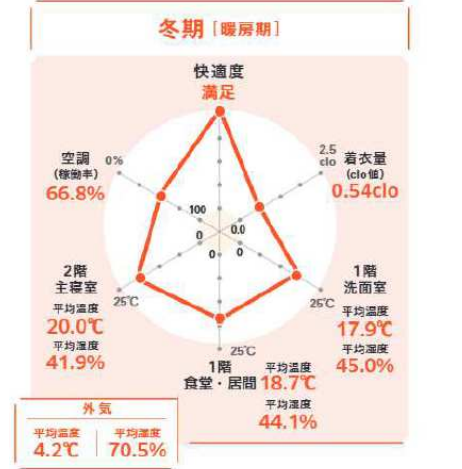 冬期［暖房期］
快適度
満足
空調
（稼働率）
66.8%
0%
2.5
clo
着衣量
（clo値）
0.54clo
100
0.0
0
0
0
2階
主寝室
25℃
平均温度
20.0℃
平均湿度
41.9%
25℃
1階
洗面室
平均温度
17.9℃
平均湿度
45.0%
25℃
1階
食堂・居間
平均温度
18.7℃
平均湿度
44.1%
外気
平均温度
4.2℃
平均湿度
70.5%